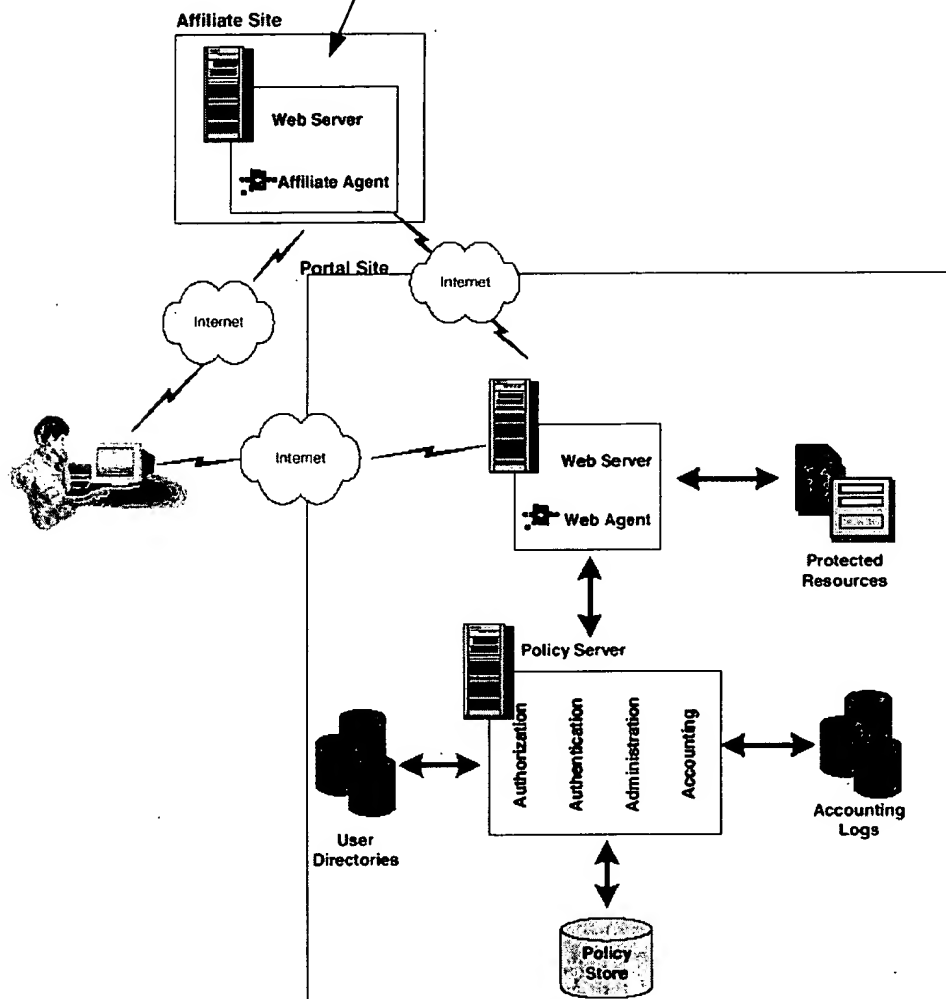 Affiliate Site
Web Server
Affiliate Agent
Portal Site
Internet
Internet
Internet
Web Server
Web Agent
Protected
Resources
Policy Server
Authorization
Authentication
Administration
Accounting
User
Directories
Accounting
Logs
Policy
Store